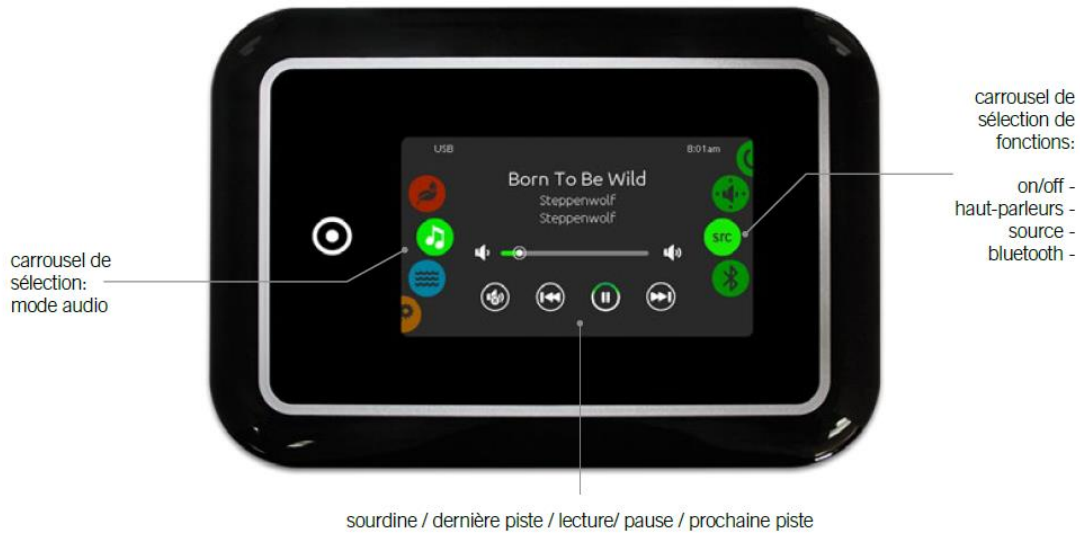 USB
8:01am
Born To Be Wild
Steppenwolf
Steppenwolf
src
carrousel de
sélection:
mode audio
carrousel de
sélection de
fonctions:
on/off -
haut-parleurs -
source -
bluetooth -
sourdine / dernière piste / lecture/ pause / prochaine piste